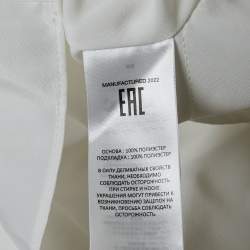 MANUFACTURED 2022
EAC
ОСНОВА : 100% ПОЛИЭСТЕР
ПОДКЛАДКА : 100% ПОЛИЭСТЕР
В СИЛУ ДЕЛИКАТНЫХ СВОЙСТВ
ТКАНИ, НЕОБХОДИМО
СОБЛЮДАТЬ ОСТОРОЖНОСТЬ
ПРИ СТИРКЕ И НОСКЕ.
УКРАШЕНИЯ МОГУТ ПРИВЕСТИ К
ВОЗНИКНОВЕНИЮ ЗАЦЕПОК НА
ТКАНИ, ПРОСЬБА СОБЛЮДАТЬ
ОСТОРОЖНОСТЬ.